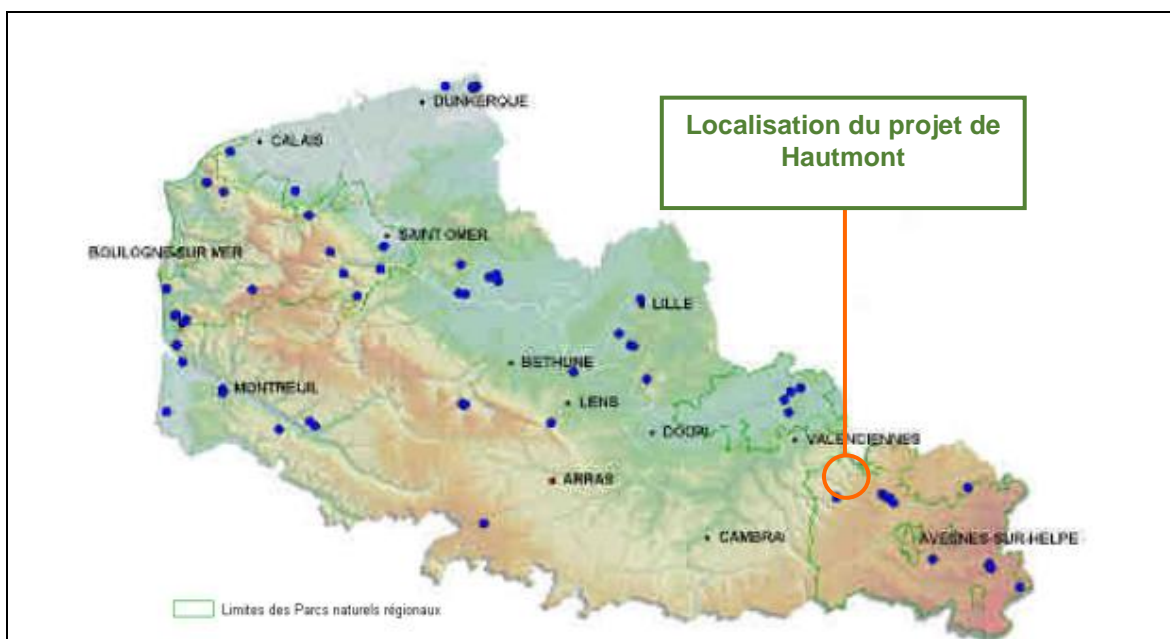 DUNKERQUE
Localisation du projet de
Hautmont
CALAIS
SAINT OMER
BOULOGNE-SUR MER
LILLE
BETHUNE
MONTREUIL
LENS
DOUAI
VALENCIENNES
ARRAS
CAMBRAI
AVESNES-SUR-HELPE
Limites des Parcs naturels régionaux